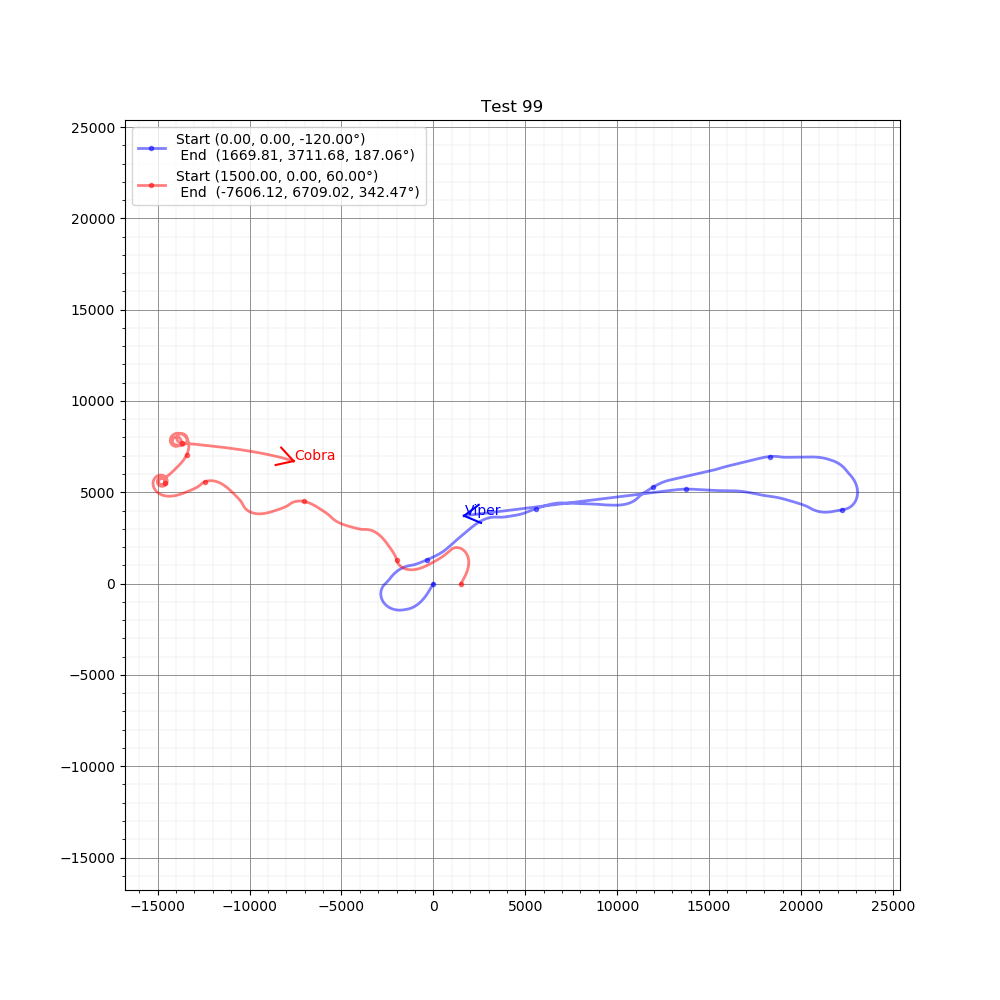 Test 99
Start (0.00, 0.00, -120.00°)
End (1669.81, 3711.68, 187.06°)
Start (1500.00, 0.00, 60.00°)
End (-7606.12, 6709.02, 342.47°)
25000
20000
15000
10000
5000
0
−5000
−10000
−15000
Cobra
Viper
−15000 −10000 −5000 0 5000 10000 15000 20000 25000